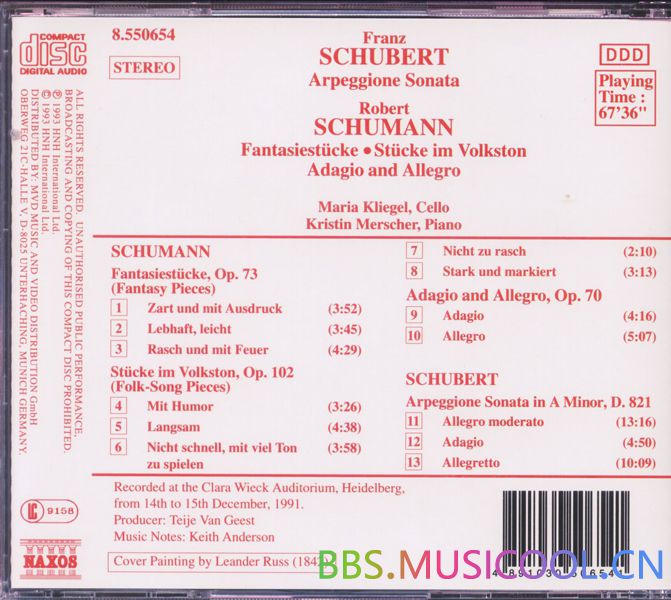 COMPACT
disc
DIGITAL AUDIO
8.550654
STEREO
Franz
SCHUBERT
Arpeggione Sonata
Robert
SCHUMANN
Fantasiestücke • Stücke im Volkston
Adagio and Allegro
Maria Kliegel, Cello
Kristin Merscher, Piano
DDD
Playing
Time :
67'36"
ALL RIGHTS RESERVED. UNAUTHORISED PUBLIC PERFORMANCE,
BROADCASTING AND COPYING OF THIS COMPACT DISC PROHIBITED.
℗ 1993 HNH International Ltd.
© 1993 HNH International Ltd.
DISTRIBUTED BY: MVD MUSIC AND VIDEO DISTRIBUTION GmbH
OBERWEG 21C-HALLE V, D-8025 UNTERHACHING, MUNICH GERMANY.
SCHUMANN
Fantasiestücke, Op. 73
(Fantasy Pieces)
1 Zart und mit Ausdruck (3:52)
2 Lebhaft, leicht (3:45)
3 Rasch und mit Feuer (4:29)
Stücke im Volkston, Op. 102
(Folk-Song Pieces)
4 Mit Humor (3:26)
5 Langsam (4:38)
6 Nicht schnell, mit viel Ton (3:58)
zu spielen
7 Nicht zu rasch (2:10)
8 Stark und markiert (3:13)
Adagio and Allegro, Op. 70
9 Adagio (4:16)
10 Allegro (5:07)
SCHUBERT
Arpeggione Sonata in A Minor, D. 821
11 Allegro moderato (13:16)
12 Adagio (4:50)
13 Allegretto (10:09)
LC 9158
NAXOS
Recorded at the Clara Wieck Auditorium, Heidelberg,
from 14th to 15th December, 1991.
Producer: Teije Van Geest
Music Notes: Keith Anderson
Cover Painting by Leander Russ
BBS.MUSICOOL.CN